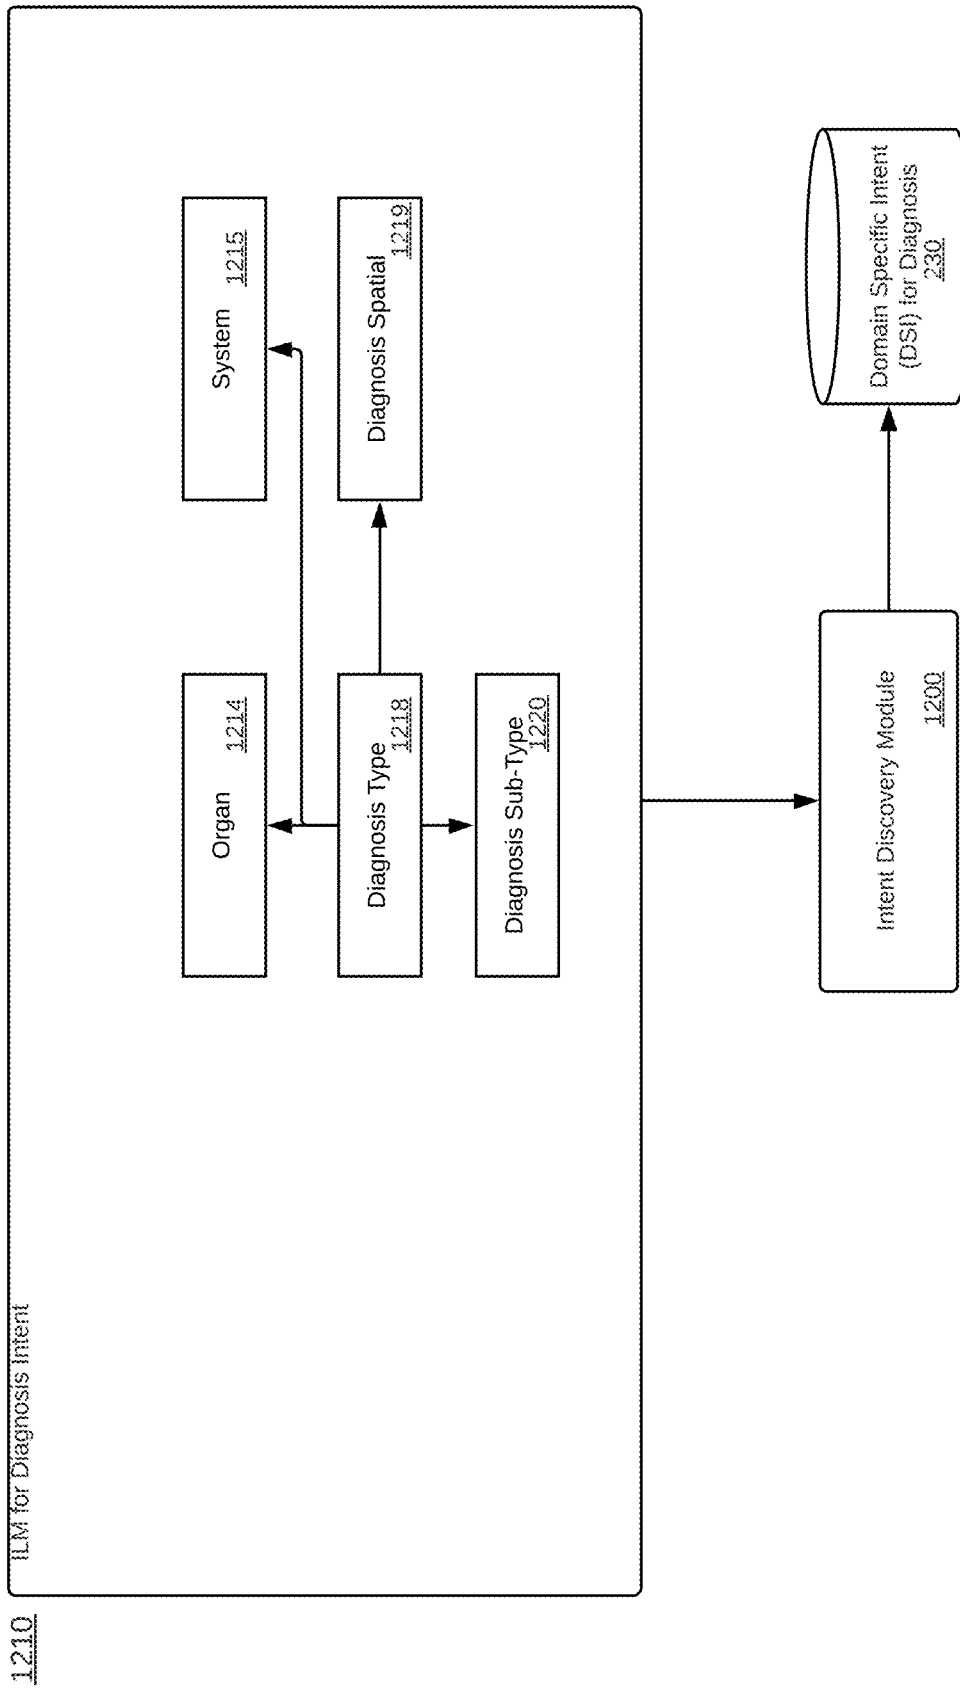 1210
ILM for Diagnosis Intent
Organ
1214
System
1215
Diagnosis Type
1218
Diagnosis Spatial
1219
Diagnosis Sub-Type
1220
Intent Discovery Module
1200
Domain Specific Intent
(DSI) for Diagnosis
230